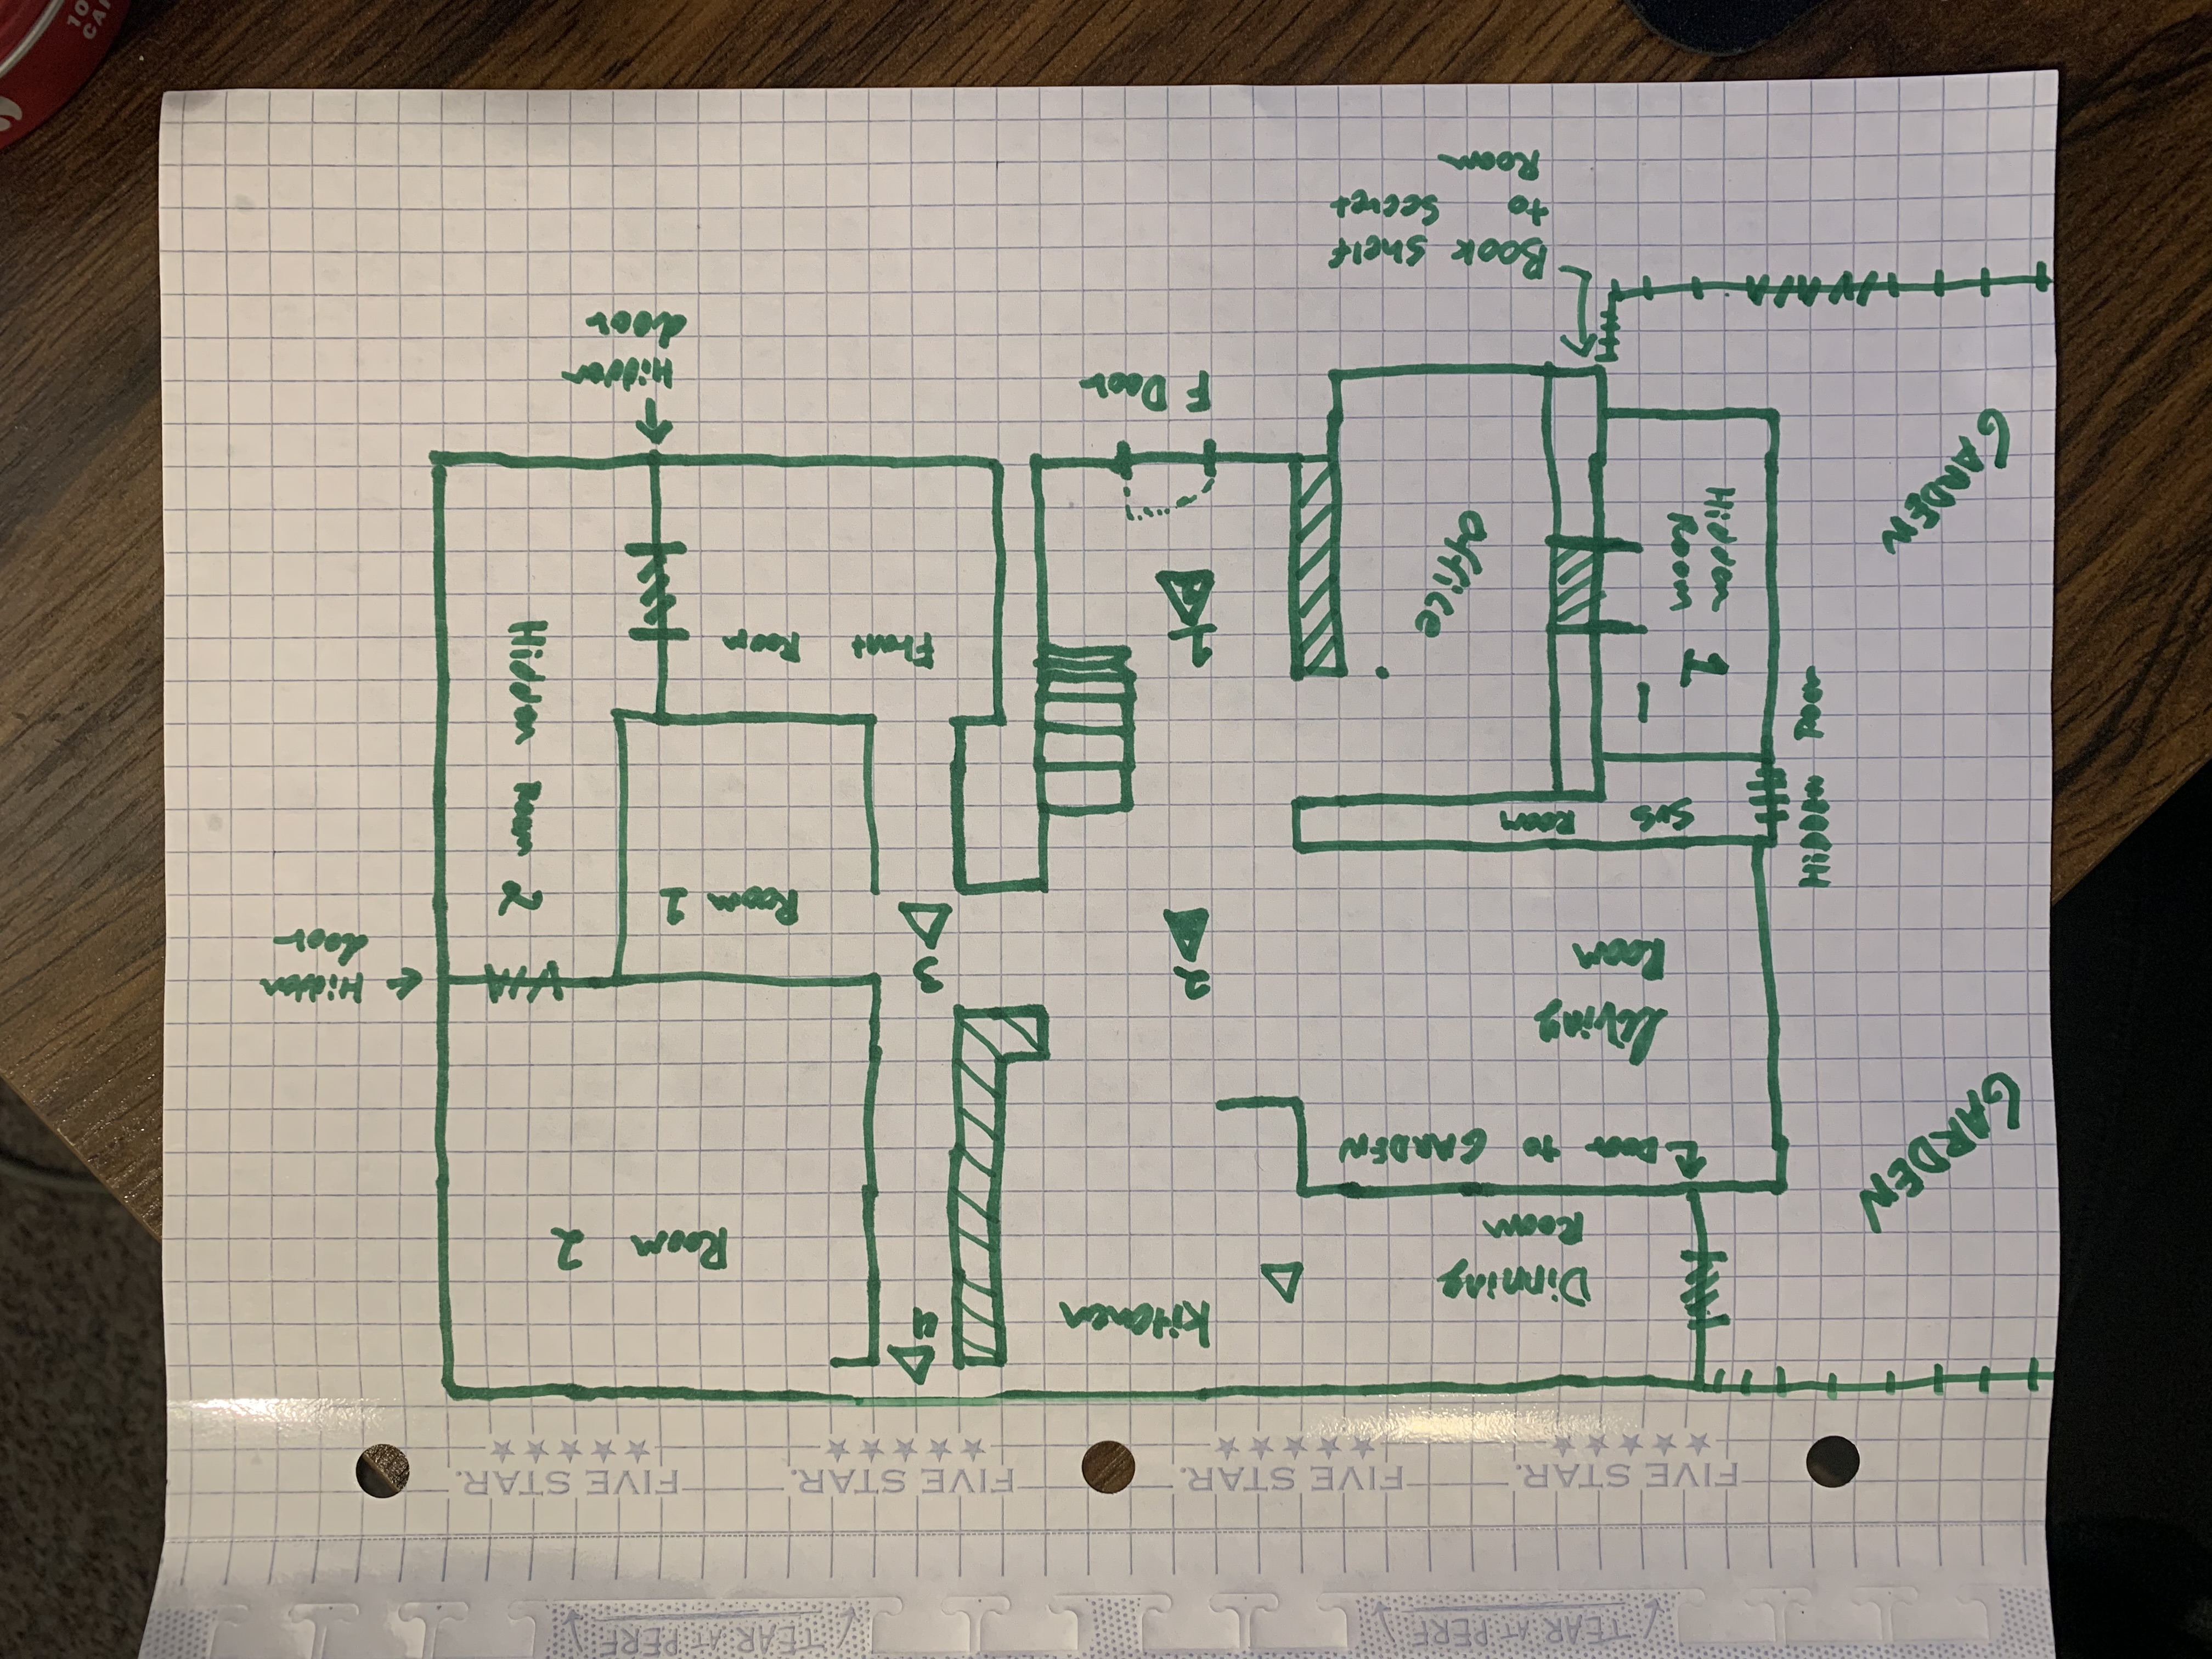 TEAR AT PERF TEAR AT PERF
FIVE STAR. FIVE STAR. FIVE STAR. FIVE STAR.
4
Kitchen
Dinning
Room
Room 2
GARDEN
Door to GARDEN
Living
Room
2
3
Hidden
door
Room 1
Hidden Room 2
Hidden Door
Room
1
Front Room
Hidden Room
1
Office
GARDEN
F Door
Hidden
door
Book Shelf
to Secret
Room